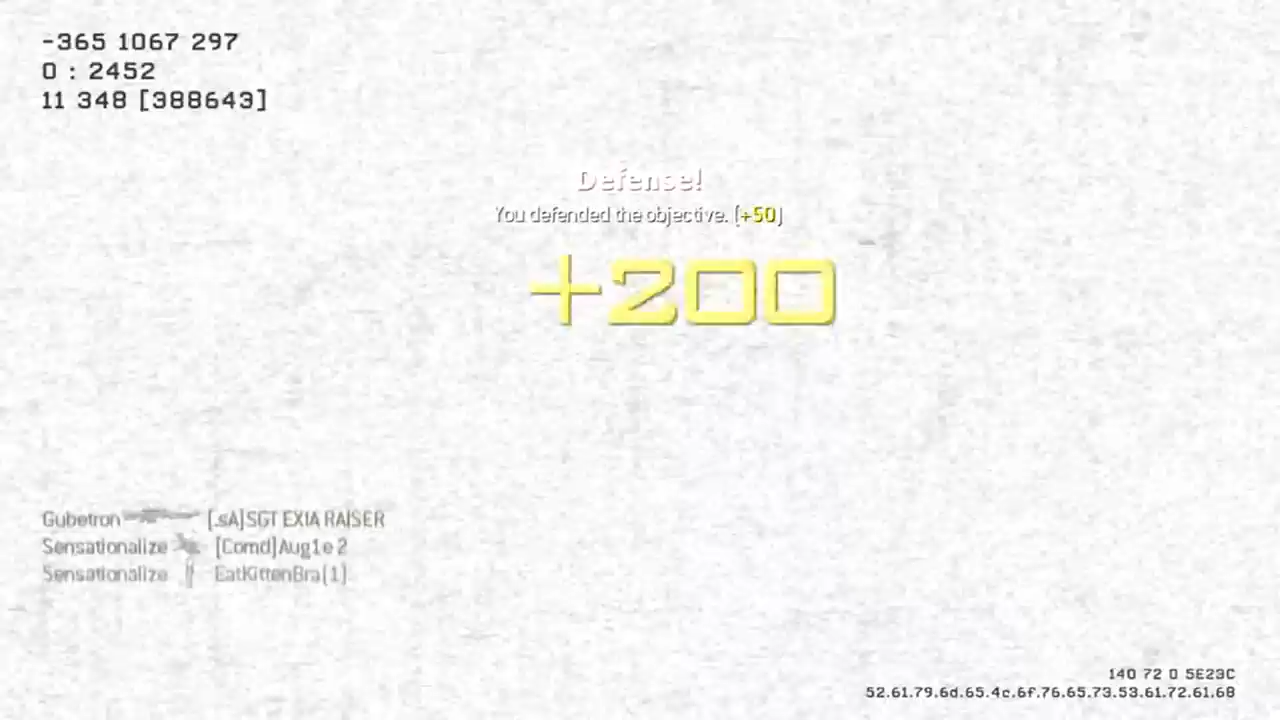 -365 1067 297
0 : 2452
11 348 [388643]
Defense!
You defended the objective. [+50]
+200
Gubetron [.sA]SGT EXIA RAISER
Sensationalize [Comd]Aug1e 2
Sensationalize EatKittenBra[1]
140 72 0 5E23C
52.61.79.6d.65.4c.6f.76.65.73.53.61.72.61.68